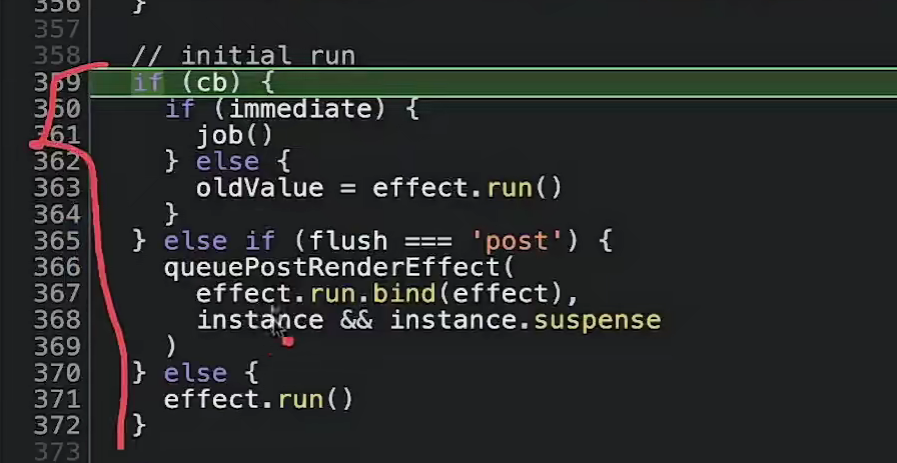 356 }
357
358 // initial run
359 if (cb) {
360 if (immediate) {
361 job()
362 } else {
363 oldValue = effect.run()
364 }
365 } else if (flush === 'post') {
366 queuePostRenderEffect(
367 effect.run.bind(effect),
368 instance && instance.suspense
369 )
370 } else {
371 effect.run()
372 }
373